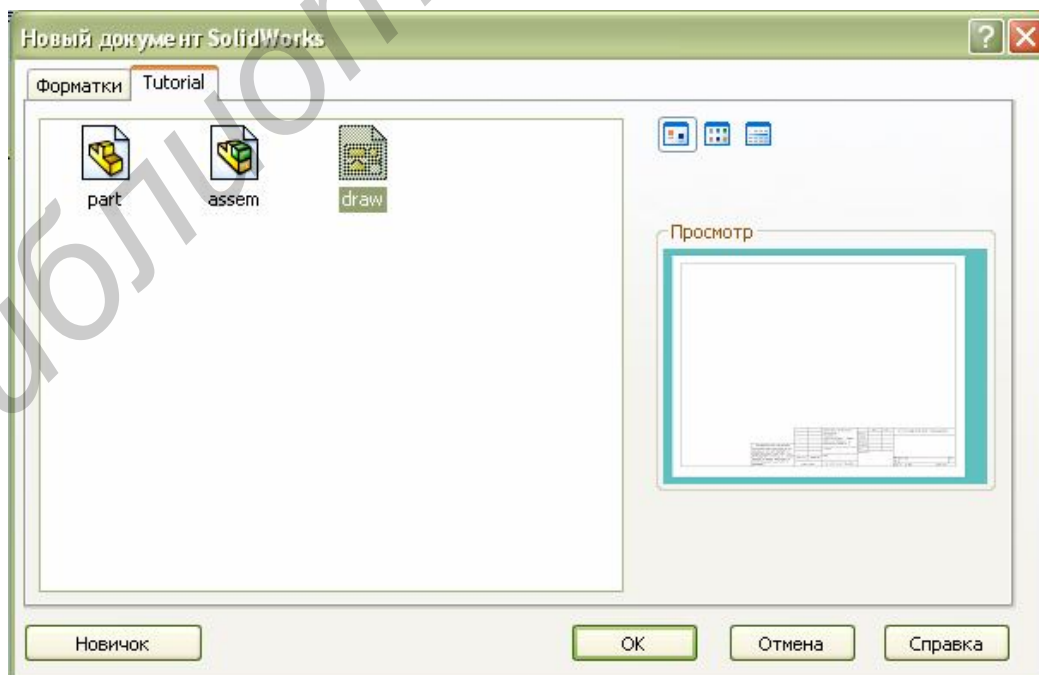 Новый документ SolidWorks
Форматки Tutorial
part assem draw
Просмотр
Новичок OK Отмена Справка